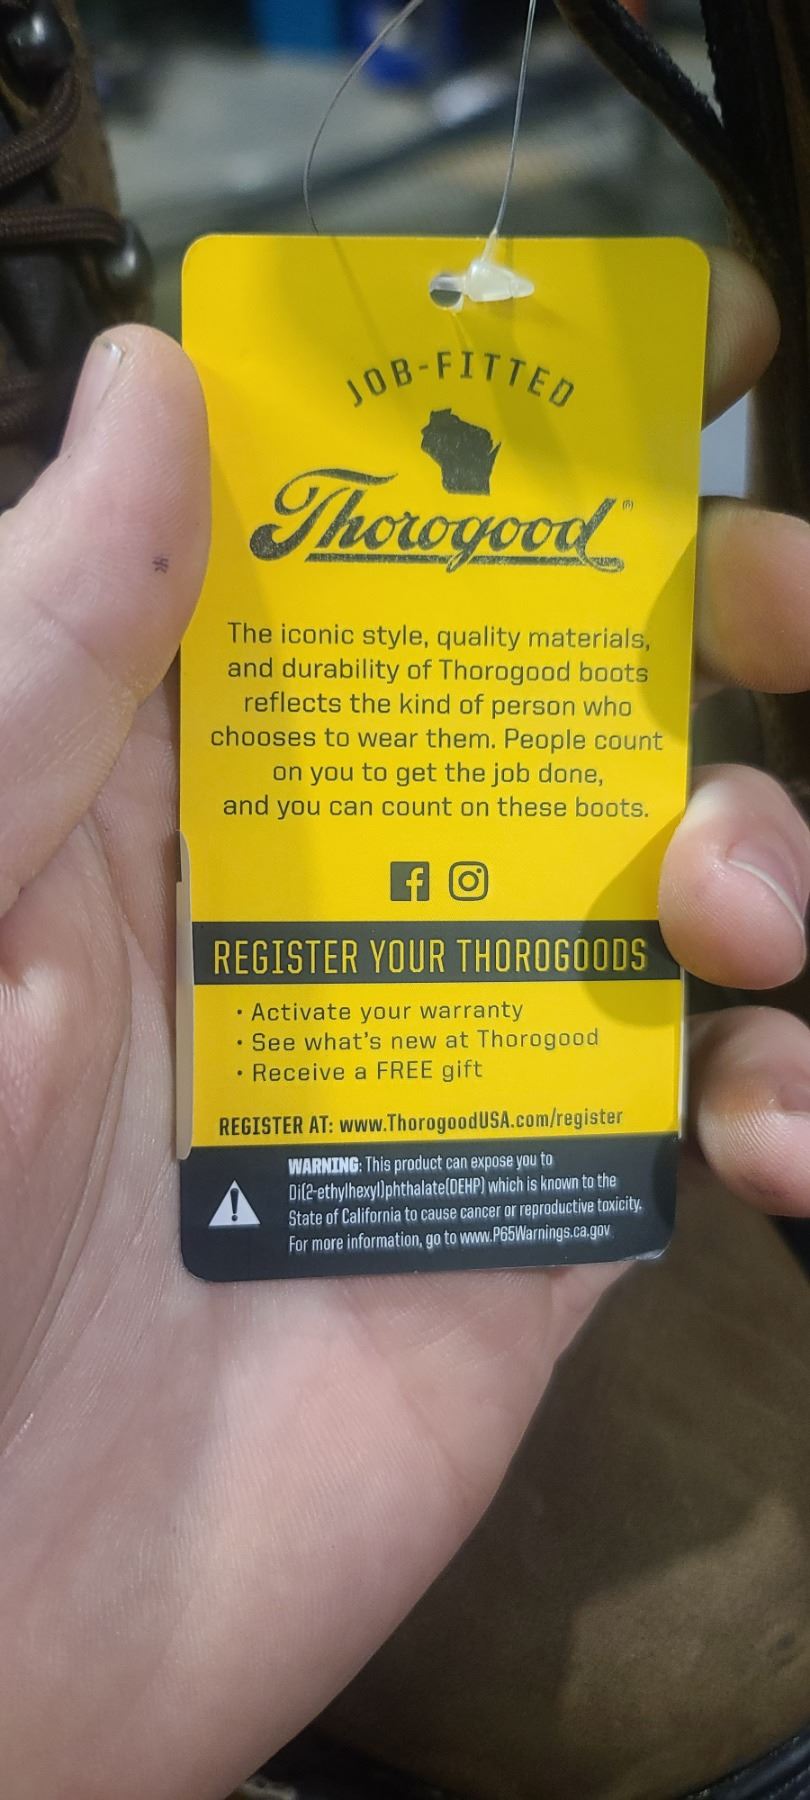 JOB-FITTED
Thorogood®
The iconic style, quality materials,
and durability of Thorogood boots
reflects the kind of person who
chooses to wear them. People count
on you to get the job done,
and you can count on these boots.
REGISTER YOUR THOROGOODS
• Activate your warranty
• See what's new at Thorogood
• Receive a FREE gift
REGISTER AT: www.ThorogoodUSA.com/register
WARNING: This product can expose you to
Di(2-ethylhexyl)phthalate(DEHP) which is known to the
State of California to cause cancer or reproductive toxicity.
For more information, go to www.P65Warnings.ca.gov